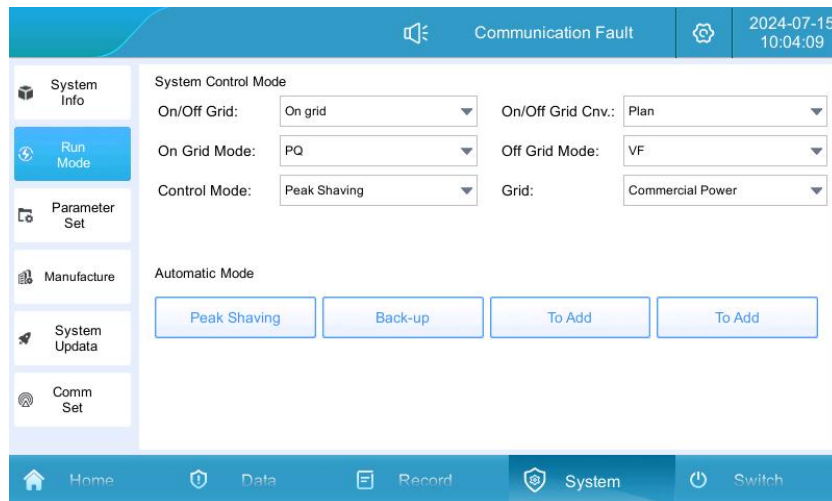 Communication Fault
2024-07-15
10:04:09
System
Info
Run
Mode
Parameter
Set
Manufacture
System
Updata
Comm
Set
System Control Mode
On/Off Grid: On grid On/Off Grid Cnv.: Plan
On Grid Mode: PQ Off Grid Mode: VF
Control Mode: Peak Shaving Grid: Commercial Power
Automatic Mode
Peak Shaving Back-up To Add To Add
Home Data Record System Switch